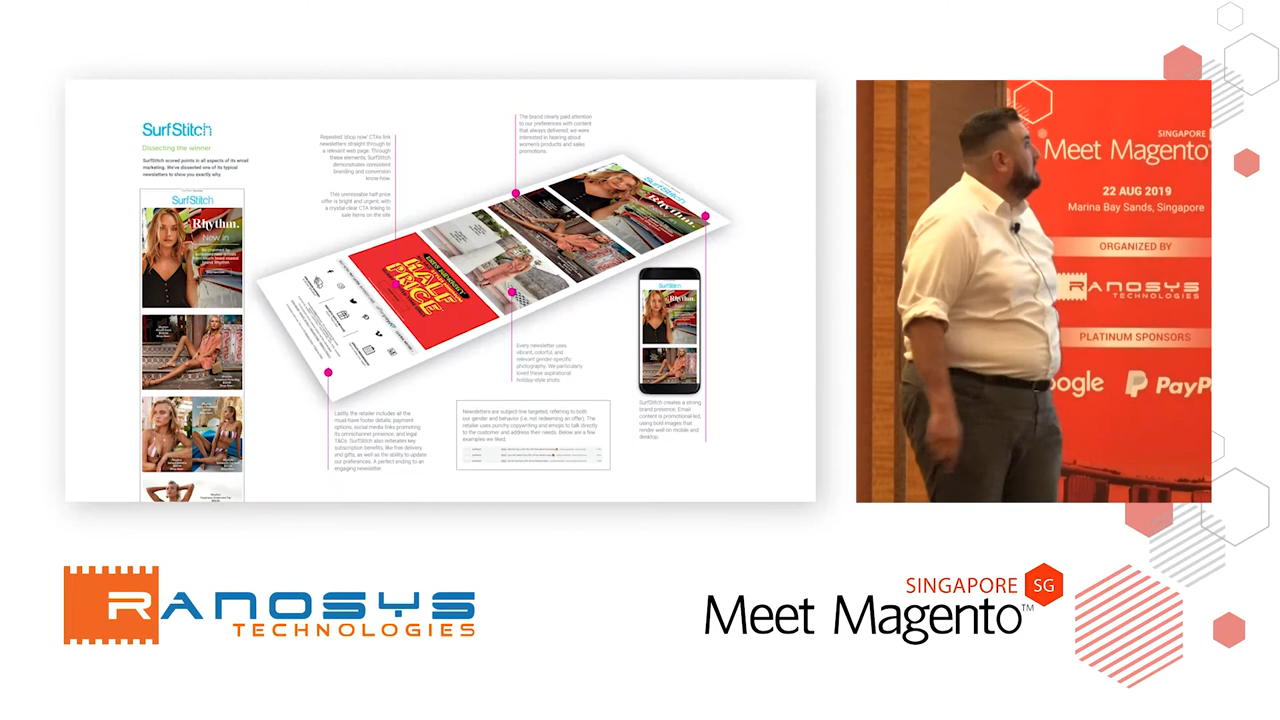 SurfStitch
Dissecting the winner
SurfStitch scored points in all aspects of its email
marketing. We've dissected one of its typical
newsletters to show you exactly why.
SurfStitch
Rhythm.
New in
Repeated 'shop now' CTAs link
newsletters straight through to
a relevant web page. Through
these elements, SurfStitch
demonstrates consistent
branding and conversion
know-how.
This unmissable half price
offer is bright and urgent, with
a crystal-clear CTA linking to
sale items on the site
The brand clearly paid attention
to our preferences with content
that always delivered; we were
interested in hearing about
women's products and sales
promotions.
SurfStitch
Rhythm.
HALF
PRICE
Every newsletter uses
vibrant, colorful, and
relevant gender-specific
photography. We particularly
loved these aspirational
holiday-style shots.
Lastly, the retailer includes all the
must-have footer details: payment
options, social media links promoting
its omnichannel presence, and legal
T&Cs. SurfStitch also reiterates key
subscription benefits, like free delivery
and gifts, as well as the ability to update
our preferences. A perfect ending to an
engaging newsletter.
Newsletters are subject-line targeted, referring to both
our gender and behavior (i.e. not redeeming an offer). The
retailer uses punchy copywriting and emojis to talk directly
to the customer and address their needs. Below are a few
examples we liked:
SurfStitch
Rhythm.
SurfStitch creates a strong
brand presence. Email
content is promotional-led,
using bold images that
render well on mobile and
desktop.
SINGAPORE
Meet Magento
22 AUG 2019
Marina Bay Sands, Singapore
ORGANIZED BY
RANOSYS
TECHNOLOGIES
PLATINUM SPONSORS
oogle PayP
RANOSYS
TECHNOLOGIES
SINGAPORE SG
Meet Magento™